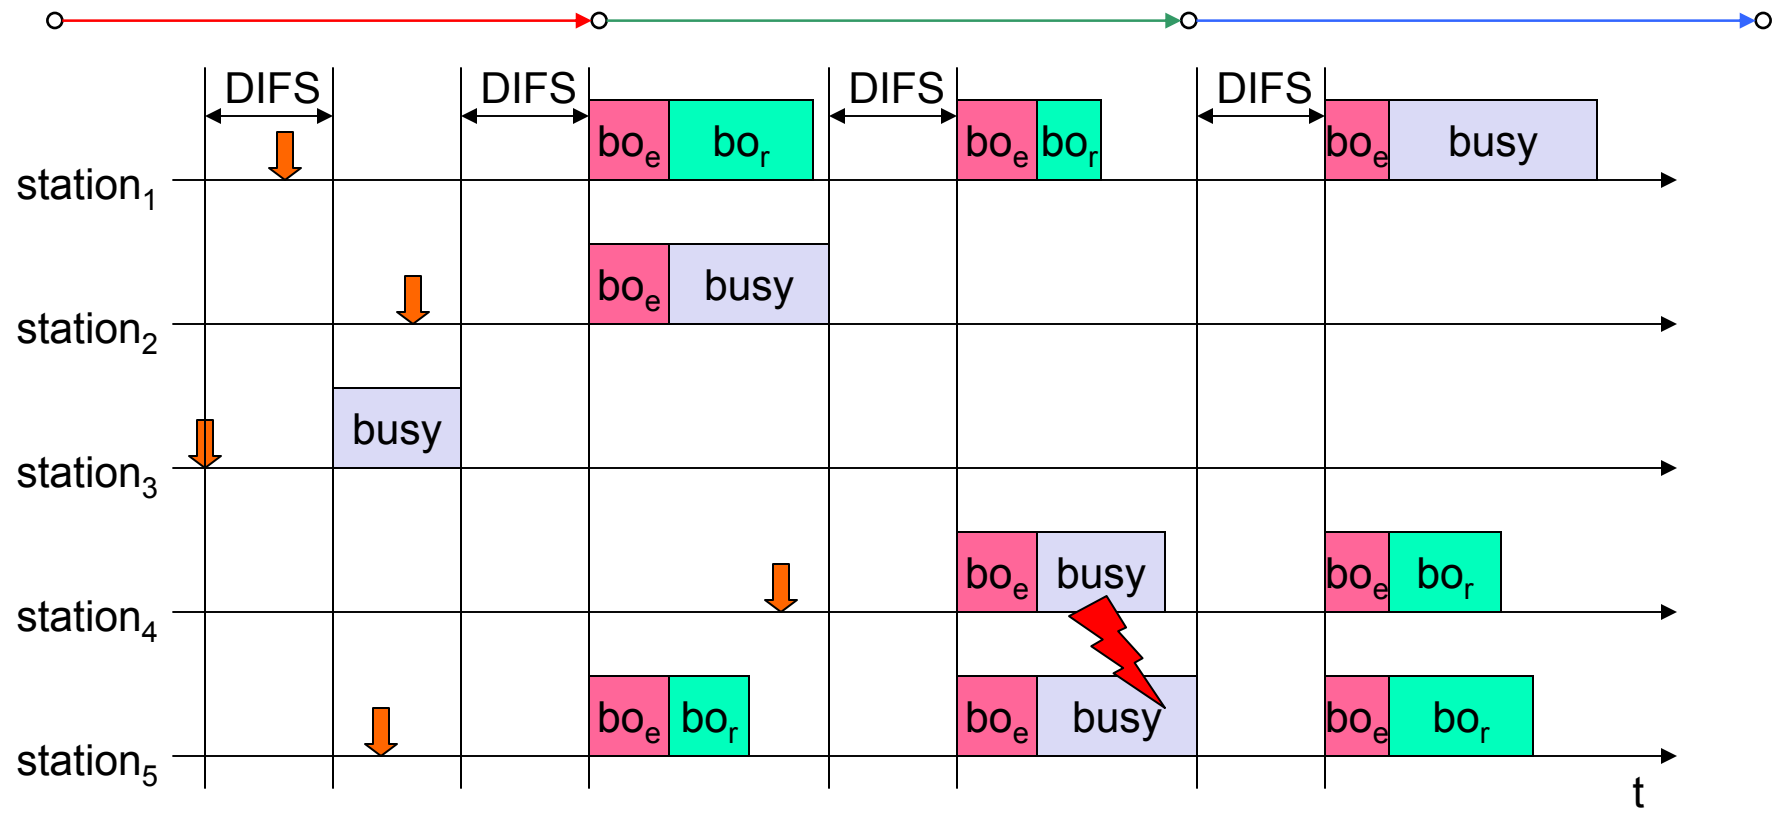 DIFS DIFS DIFS DIFS
station₁ boₑ boᵣ boₑ boᵣ boₑ busy
station₂ boₑ busy
station₃ busy
station₄ boₑ busy boₑ boᵣ
station₅ boₑ boᵣ boₑ busy boₑ boᵣ
t